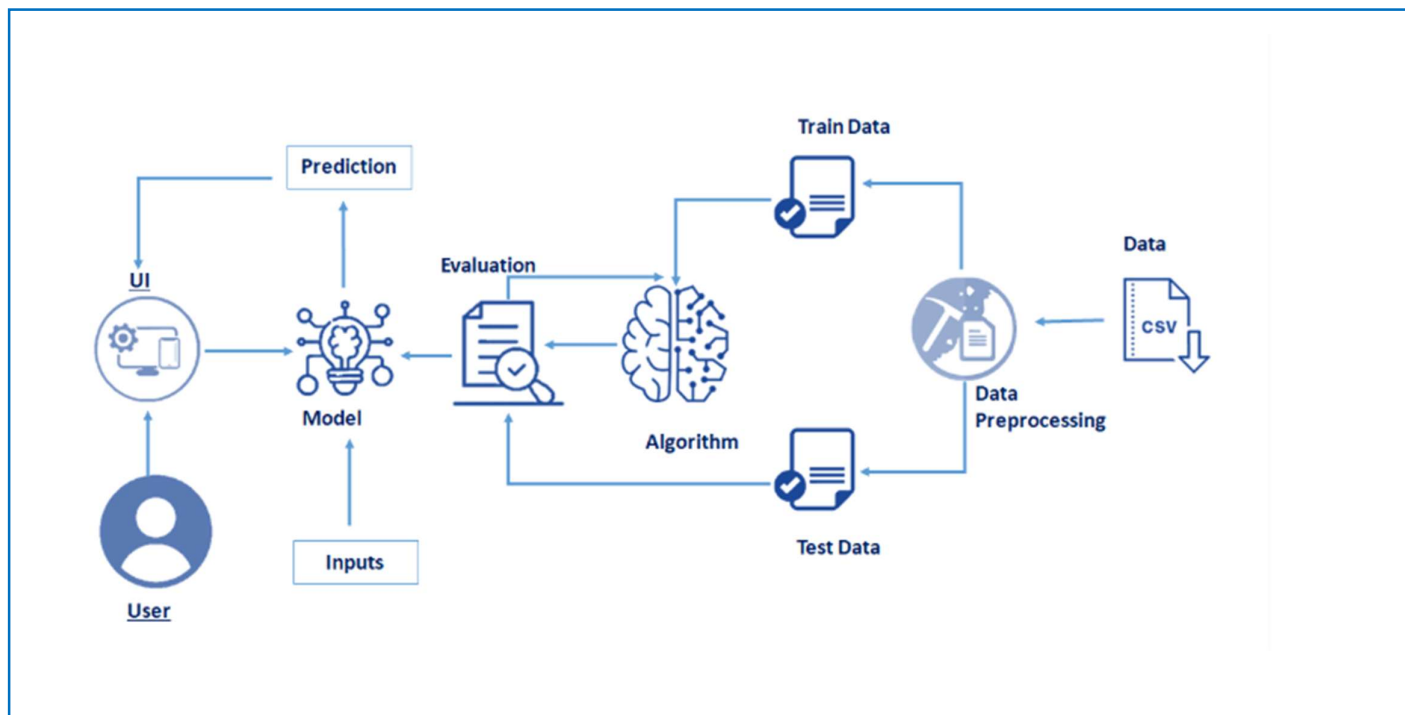 Train Data
Prediction
Data
Evaluation
UI
CSV
Model
Data
Preprocessing
Algorithm
Inputs
Test Data
User